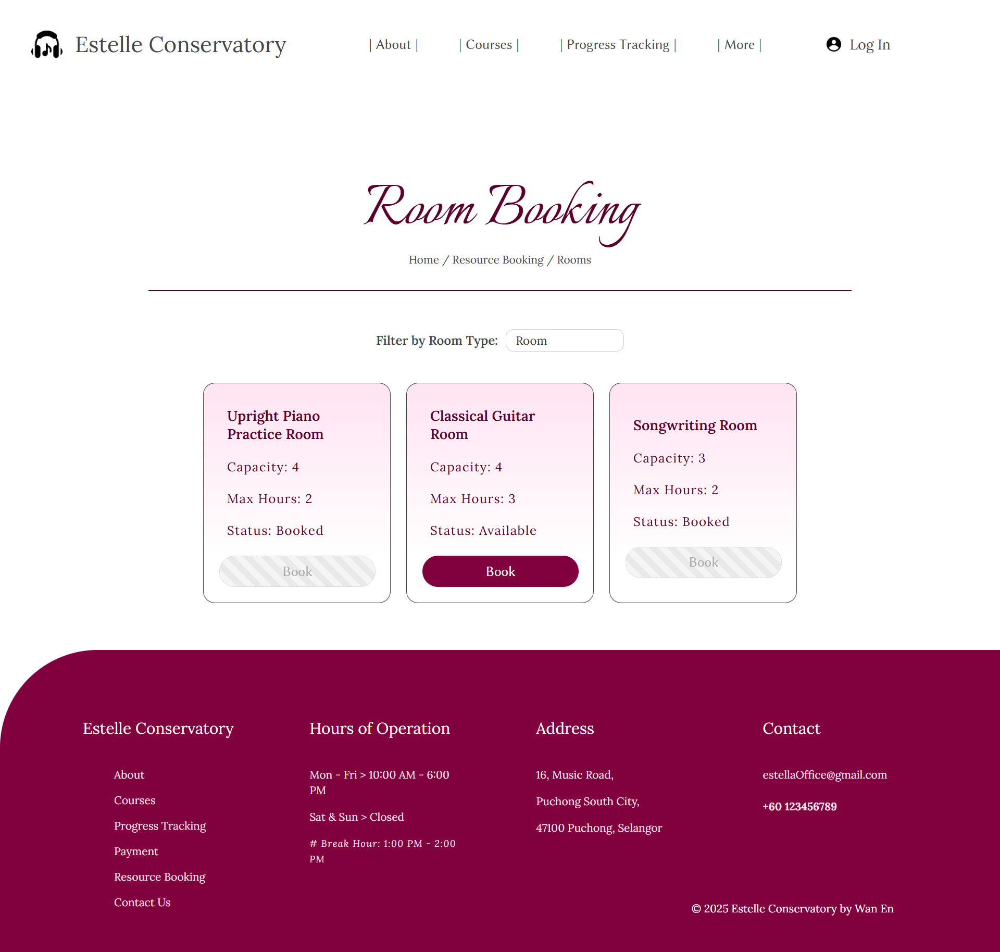 Estelle Conservatory
| About |
| Courses |
| Progress Tracking |
| More |
Log In
Room Booking
Home / Resource Booking / Rooms
Filter by Room Type:
Room
Upright Piano
Practice Room
Capacity: 4
Max Hours: 2
Status: Booked
Book
Classical Guitar
Room
Capacity: 4
Max Hours: 3
Status: Available
Book
Songwriting Room
Capacity: 3
Max Hours: 2
Status: Booked
Book
Estelle Conservatory
About
Courses
Progress Tracking
Payment
Resource Booking
Contact Us
Hours of Operation
Mon - Fri > 10:00 AM - 6:00
PM
Sat & Sun > Closed
# Break Hour: 1:00 PM - 2:00
PM
Address
16, Music Road,
Puchong South City,
47100 Puchong, Selangor
Contact
estellaOffice@gmail.com
+60 123456789
© 2025 Estelle Conservatory by Wan En